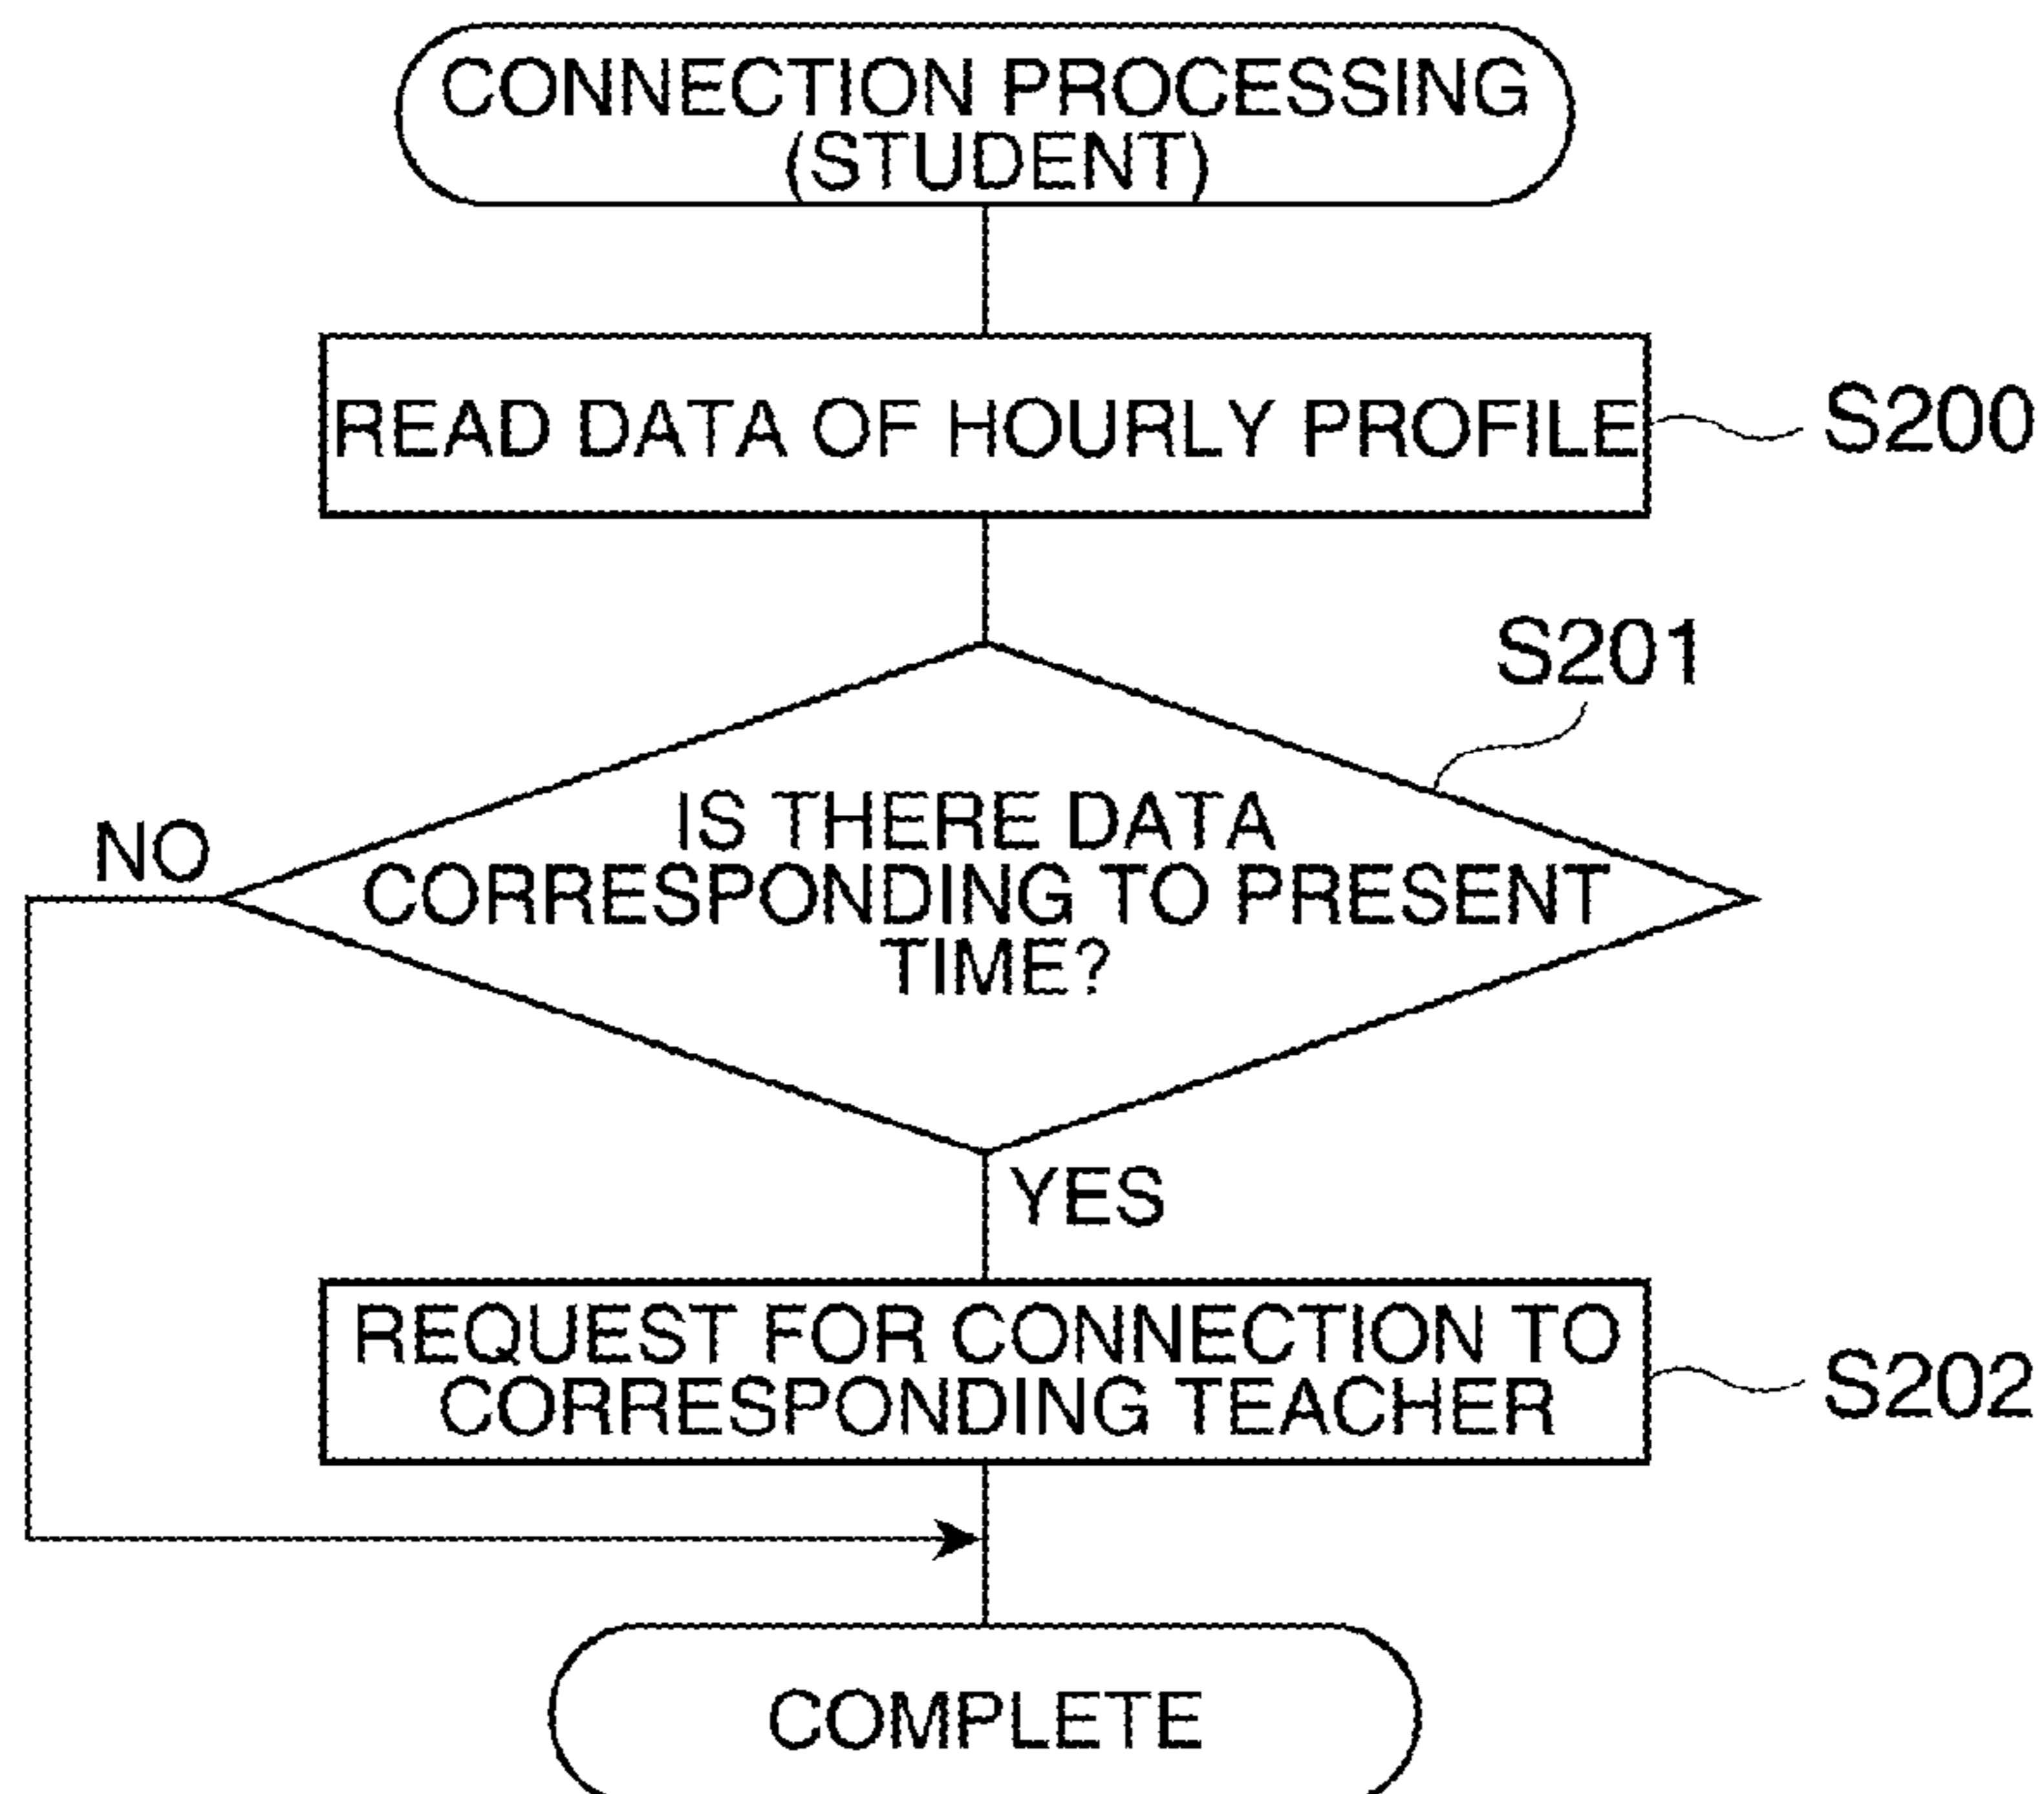 CONNECTION PROCESSING
(STUDENT)
READ DATA OF HOURLY PROFILE
S200
S201
IS THERE DATA
CORRESPONDING TO PRESENT
TIME?
NO
YES
REQUEST FOR CONNECTION TO
CORRESPONDING TEACHER
S202
COMPLETE